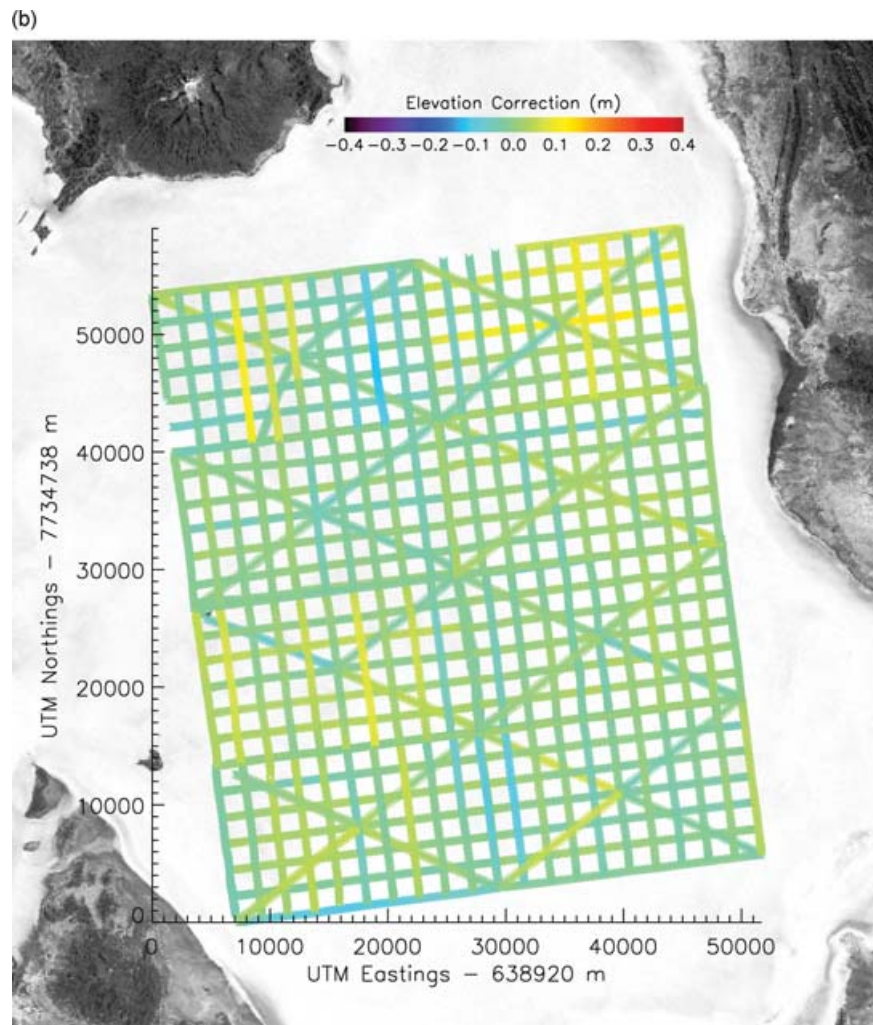 (b)
Elevation Correction (m)
-0.4 -0.3 -0.2 -0.1 0.0 0.1 0.2 0.3 0.4
50000
40000
30000
20000
10000
0
UTM Northings - 7734738 m
0 10000 20000 30000 40000 50000
UTM Eastings - 638920 m